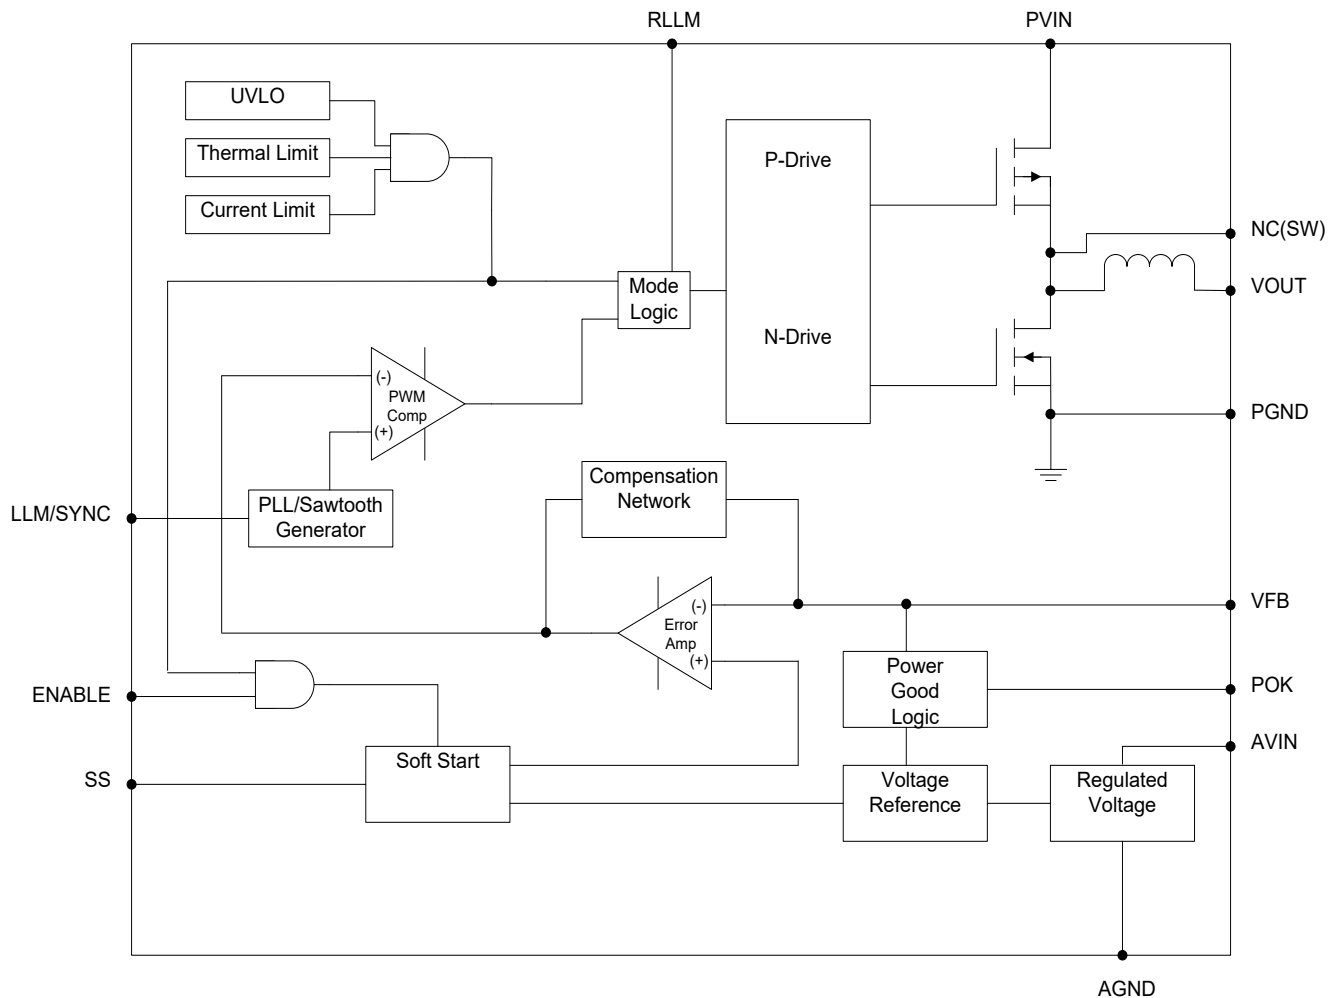 RLLM
PVIN
UVLO
Thermal Limit
Current Limit
P-Drive
N-Drive
NC(SW)
VOUT
Mode
Logic
(-)
PWM
Comp
(+)
PGND
Compensation
Network
LLM/SYNC
PLL/Sawtooth
Generator
(-)
Error
Amp
(+)
VFB
Power
Good
Logic
POK
ENABLE
AVIN
Soft Start
SS
Voltage
Reference
Regulated
Voltage
AGND